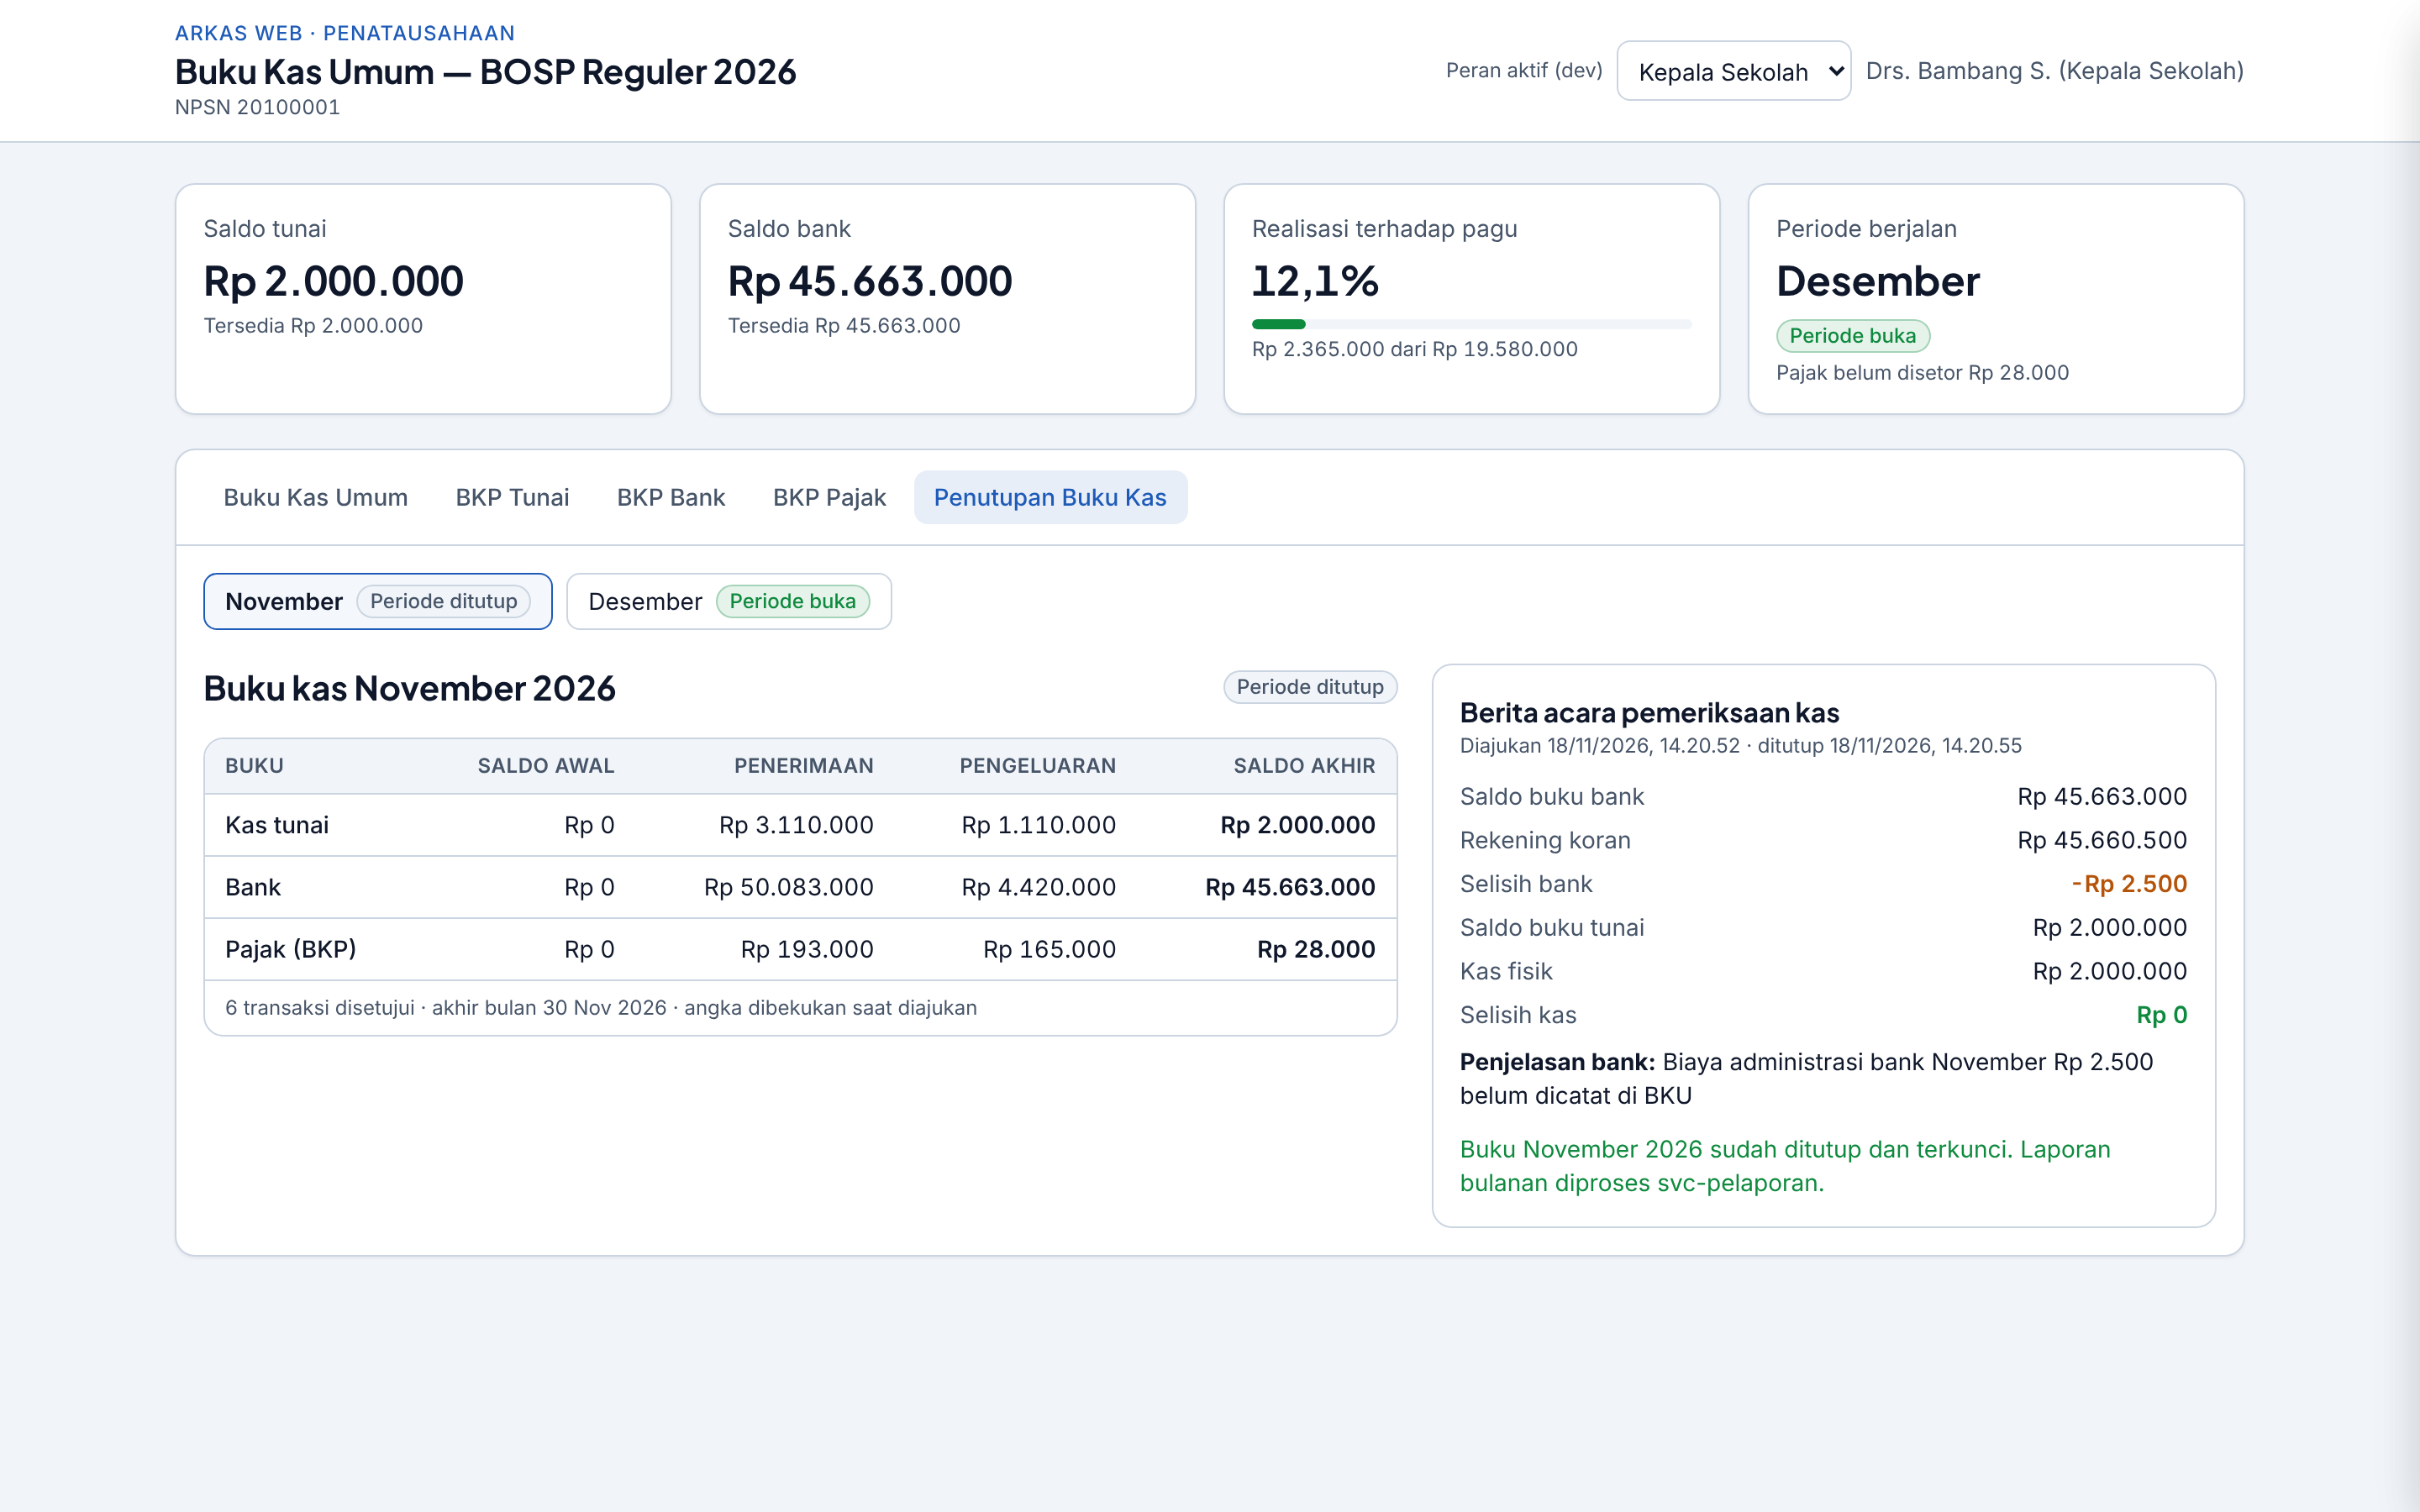 ARKAS WEB · PENATAUSAHAAN
Buku Kas Umum — BOSP Reguler 2026
NPSN 20100001
Peran aktif (dev)
Kepala Sekolah
Drs. Bambang S. (Kepala Sekolah)
Saldo tunai
Rp 2.000.000
Tersedia Rp 2.000.000
Saldo bank
Rp 45.663.000
Tersedia Rp 45.663.000
Realisasi terhadap pagu
12,1%
Rp 2.365.000 dari Rp 19.580.000
Periode berjalan
Desember
Periode buka
Pajak belum disetor Rp 28.000
Buku Kas Umum BKP Tunai BKP Bank BKP Pajak Penutupan Buku Kas
November Periode ditutup Desember Periode buka
Buku kas November 2026 Periode ditutup
BUKU SALDO AWAL PENERIMAAN PENGELUARAN SALDO AKHIR
Kas tunai Rp 0 Rp 3.110.000 Rp 1.110.000 Rp 2.000.000
Bank Rp 0 Rp 50.083.000 Rp 4.420.000 Rp 45.663.000
Pajak (BKP) Rp 0 Rp 193.000 Rp 165.000 Rp 28.000
6 transaksi disetujui · akhir bulan 30 Nov 2026 · angka dibekukan saat diajukan
Berita acara pemeriksaan kas
Diajukan 18/11/2026, 14.20.52 · ditutup 18/11/2026, 14.20.55
Saldo buku bank Rp 45.663.000
Rekening koran Rp 45.660.500
Selisih bank -Rp 2.500
Saldo buku tunai Rp 2.000.000
Kas fisik Rp 2.000.000
Selisih kas Rp 0
Penjelasan bank: Biaya administrasi bank November Rp 2.500
belum dicatat di BKU
Buku November 2026 sudah ditutup dan terkunci. Laporan
bulanan diproses svc-pelaporan.